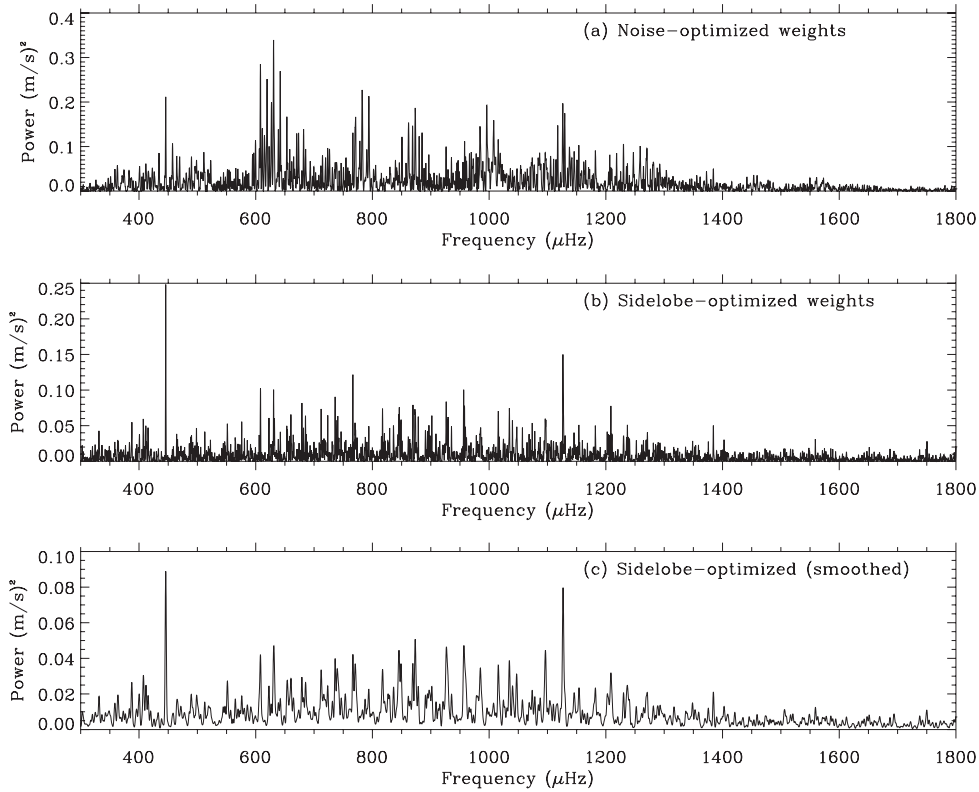 (a) Noise-optimized weights
Power (m/s)²
0.4
0.3
0.2
0.1
0.0
400 600 800 1000 1200 1400 1600 1800
Frequency (μHz)
(b) Sidelobe-optimized weights
Power (m/s)²
0.25
0.20
0.15
0.10
0.05
0.00
400 600 800 1000 1200 1400 1600 1800
Frequency (μHz)
(c) Sidelobe-optimized (smoothed)
Power (m/s)²
0.10
0.08
0.06
0.04
0.02
0.00
400 600 800 1000 1200 1400 1600 1800
Frequency (μHz)